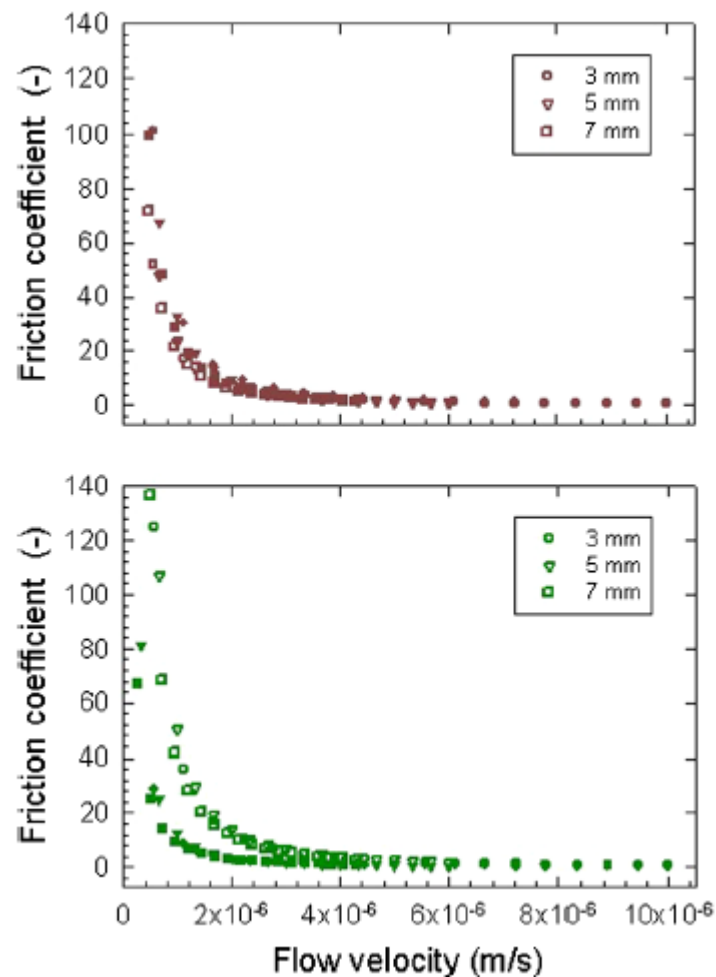 140
120
100
80
60
40
20
0
Friction coefficient (-)
3 mm
5 mm
7 mm
140
120
100
80
60
40
20
0
Friction coefficient (-)
3 mm
5 mm
7 mm
0 2x10-6 4x10-6 6x10-6 8x10-6 10x10-6
Flow velocity (m/s)